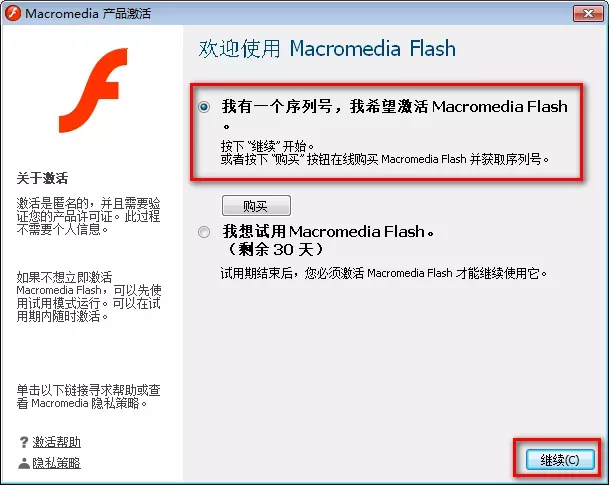 Macromedia 产品激活
欢迎使用 Macromedia Flash
我有一个序列号，我希望激活 Macromedia Flash
。
按下“继续”开始。
或者按下“购买”按钮在线购买 Macromedia Flash 并获取序列号。
购买
我想试用 Macromedia Flash。
（剩余 30 天）
试用期结束后，您必须激活 Macromedia Flash 才能继续使用它。
关于激活
激活是匿名的，并且需要验
证您的产品许可证。此过程
不需要个人信息。
如果不想立即激活
Macromedia Flash，可以先使
用试用模式运行。可以在试
用期内随时激活。
单击以下链接寻求帮助或查
看 Macromedia 隐私策略。
激活帮助
隐私策略
继续(C)